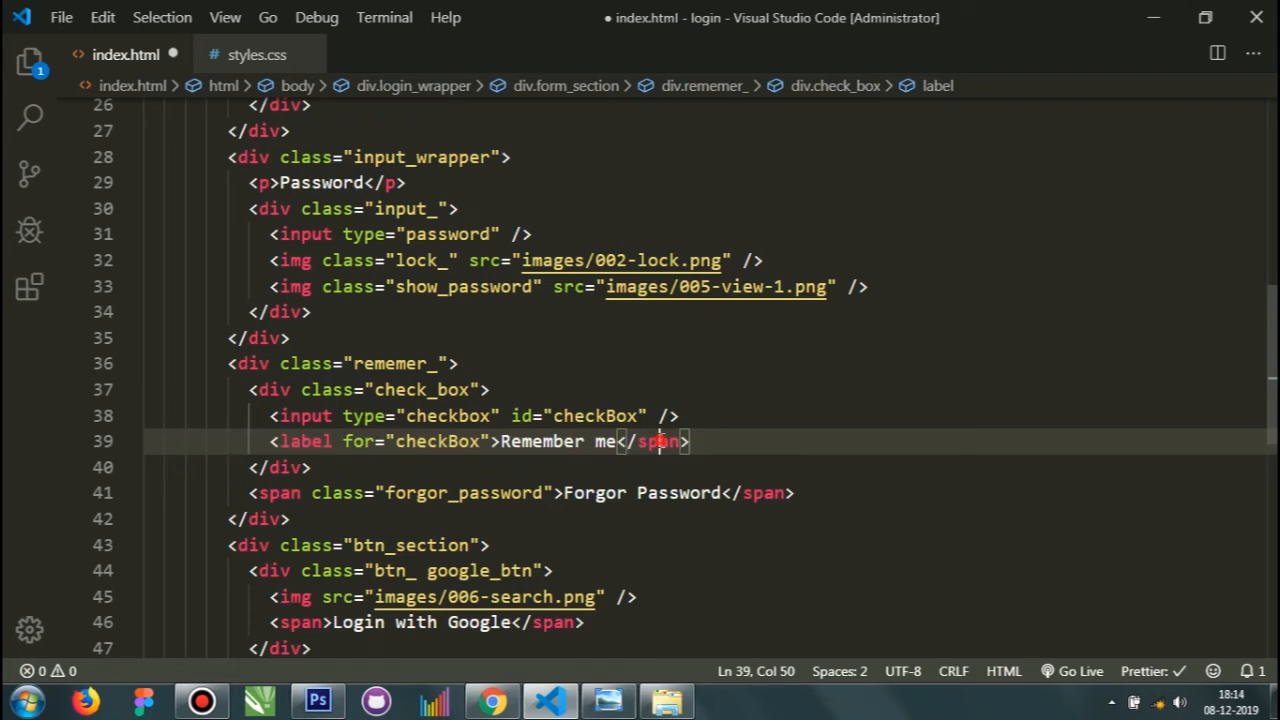 File Edit Selection View Go Debug Terminal Help ● index.html - login - Visual Studio Code [Administrator]
1
<> index.html ● # styles.css
<> index.html > html > body > div.login_wrapper > div.form_section > div.rememer_ > div.check_box > label
26 </div>
27 </div>
28 <div class="input_wrapper">
29 <p>Password</p>
30 <div class="input_">
31 <input type="password" />
32 <img class="lock_" src="images/002-lock.png" />
33 <img class="show_password" src="images/005-view-1.png" />
34 </div>
35 </div>
36 <div class="rememer_">
37 <div class="check_box">
38 <input type="checkbox" id="checkBox" />
39 <label for="checkBox">Remember me</span>
40 </div>
41 <span class="forgor_password">Forgor Password</span>
42 </div>
43 <div class="btn_section">
44 <div class="btn_ google_btn">
45 <img src="images/006-search.png" />
46 <span>Login with Google</span>
47 </div>
0 0 Ln 39, Col 50 Spaces: 2 UTF-8 CRLF HTML Go Live Prettier: ✓ 1
Ps
18:14
08-12-2019